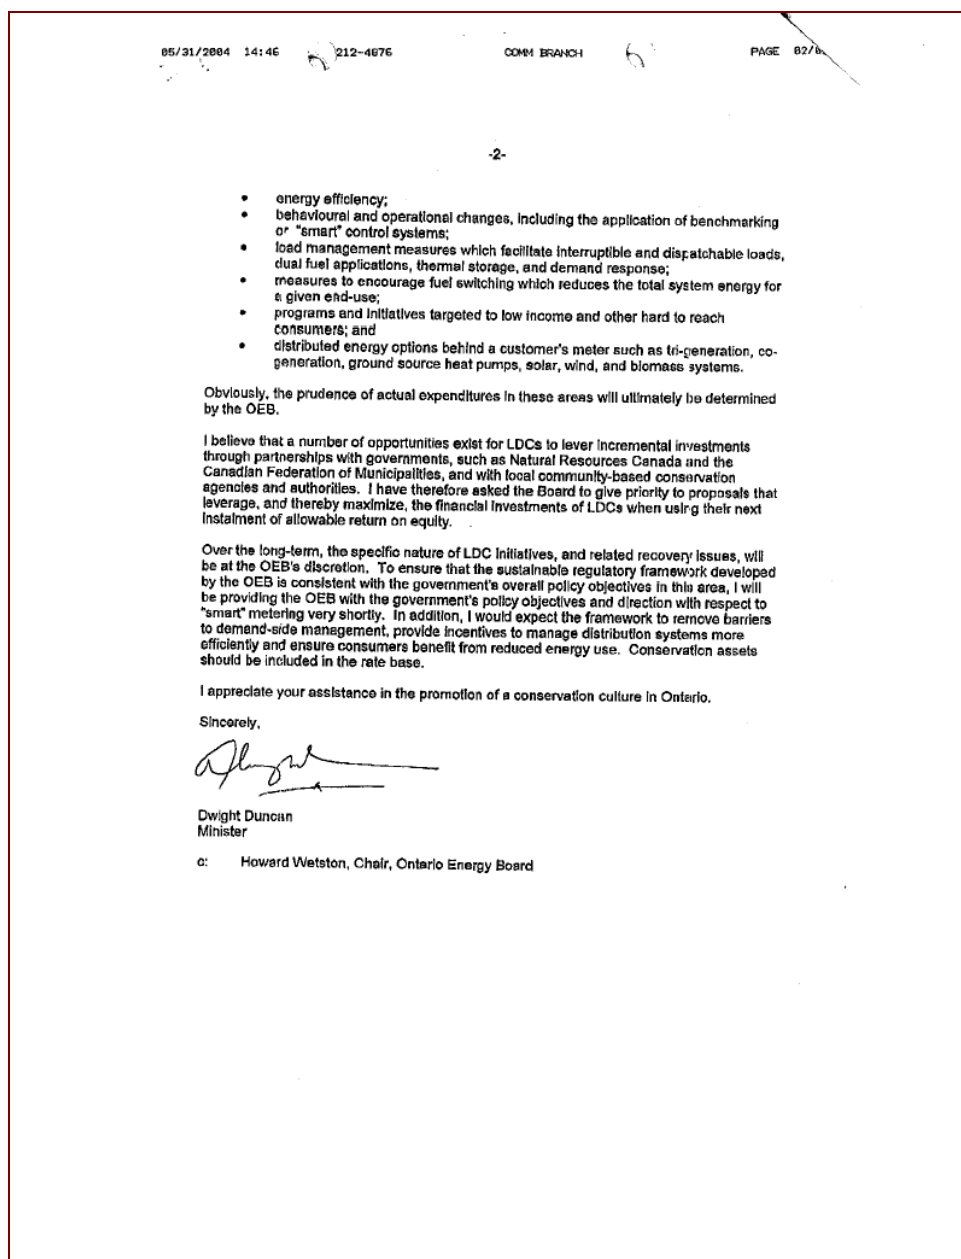 05/31/2004 14:46 212-4076 COMM BRANCH PAGE 02/
-2-
• energy efficiency;
• behavioural and operational changes, including the application of benchmarking
or "smart" control systems;
• load management measures which facilitate interruptible and dispatchable loads,
dual fuel applications, thermal storage, and demand response;
• measures to encourage fuel switching which reduces the total system energy for
a given end-use;
• programs and initiatives targeted to low income and other hard to reach
consumers; and
• distributed energy options behind a customer's meter such as tri-generation, co-
generation, ground source heat pumps, solar, wind, and biomass systems.
Obviously, the prudence of actual expenditures in these areas will ultimately be determined
by the OEB.
I believe that a number of opportunities exist for LDCs to lever incremental investments
through partnerships with governments, such as Natural Resources Canada and the
Canadian Federation of Municipalities, and with local community-based conservation
agencies and authorities. I have therefore asked the Board to give priority to proposals that
leverage, and thereby maximize, the financial investments of LDCs when using their next
instalment of allowable return on equity.
Over the long-term, the specific nature of LDC initiatives, and related recovery issues, will
be at the OEB's discretion. To ensure that the sustainable regulatory framework developed
by the OEB is consistent with the government's overall policy objectives in this area, I will
be providing the OEB with the government's policy objectives and direction with respect to
"smart" metering very shortly. In addition, I would expect the framework to remove barriers
to demand-side management, provide incentives to manage distribution systems more
efficiently and ensure consumers benefit from reduced energy use. Conservation assets
should be included in the rate base.
I appreciate your assistance in the promotion of a conservation culture in Ontario.
Sincerely,
Dwight Duncan
Minister
c: Howard Wetston, Chair, Ontario Energy Board